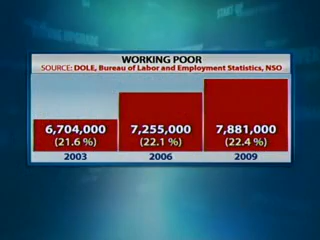 WORKING POOR
SOURCE: DOLE, Bureau of Labor and Employment Statistics, NSO
6,704,000 7,255,000 7,881,000
(21.6 %) (22.1 %) (22.4 %)
2003 2006 2009